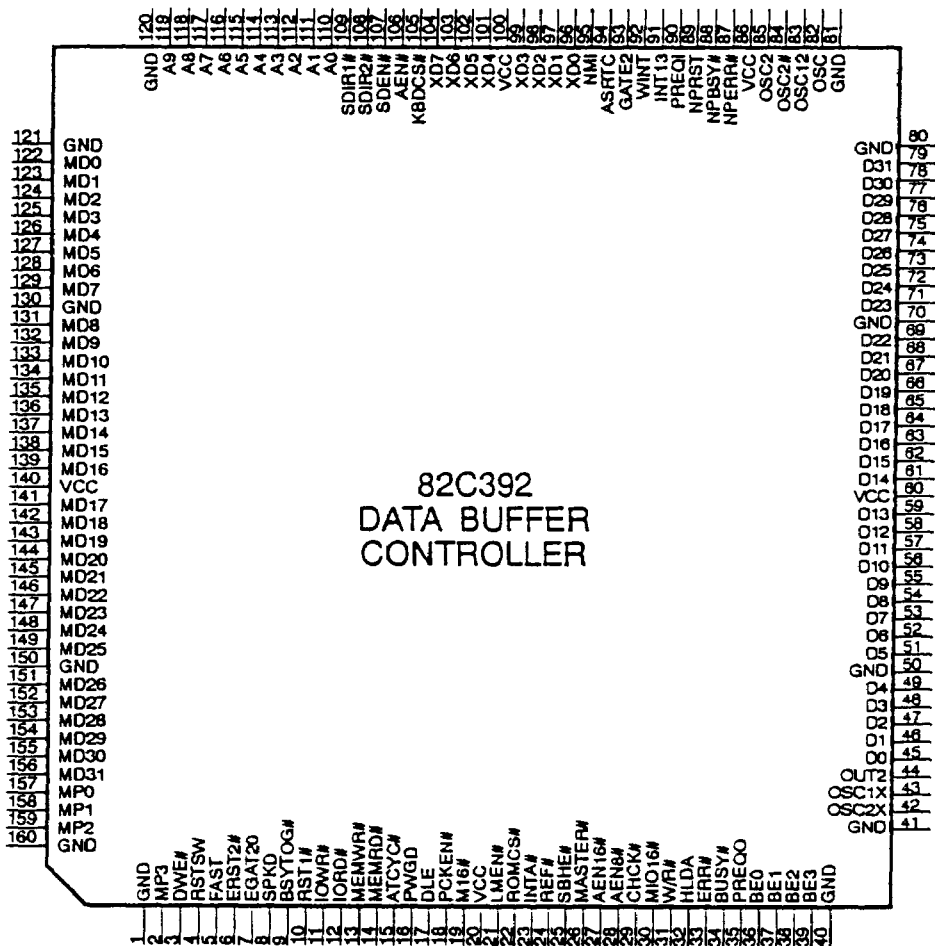 120 119 118 117 116 115 114 113 112 111 110 109 108 107 106 105 104 103 102 101 100 99 98 97 96 95 94 93 92 91 90 89 88 87 86 85 84 83 82 81
GND A9 A8 A7 A6 A5 A4 A3 A2 A1 A0 SDIR1# SDIR2# SDEN# AEN# KBDCS# XD7 XD6 XD5 XD4 VCC XD3 XD2 XD1 XD0 NMI ASRTC GATE2 WINT INT13 PREQI NPRST NPBSY# NPERR# VCC OSC2 OSC2# OSC12 OSC GND
121 GND
122 MD0
123 MD1
124 MD2
125 MD3
126 MD4
127 MD5
128 MD6
129 MD7
130 GND
131 MD8
132 MD9
133 MD10
134 MD11
135 MD12
136 MD13
137 MD14
138 MD15
139 MD16
140 VCC
141 MD17
142 MD18
143 MD19
144 MD20
145 MD21
146 MD22
147 MD23
148 MD24
149 MD25
150 GND
151 MD26
152 MD27
153 MD28
154 MD29
155 MD30
156 MD31
157 MP0
158 MP1
159 MP2
160 GND
82C392
DATA BUFFER
CONTROLLER
GND 80
D31 79
D30 78
D29 77
D28 76
D27 75
D26 74
D25 73
D24 72
D23 71
GND 70
D22 69
D21 68
D20 67
D19 66
D18 65
D17 64
D16 63
D15 62
D14 61
VCC 60
D13 59
D12 58
D11 57
D10 56
D9 55
D8 54
D7 53
D6 52
D5 51
GND 50
D4 49
D3 48
D2 47
D1 46
D0 45
OUT2 44
OSC1X 43
OSC2X 42
GND 41
GND MP3 DWE# RSTSW FAST ERST2# EGAT20 SPKD BSYTOG# RST1# IOWR# IORD# MEMWR# MEMRD# ATCYC# PWGD DLE PCKEN# M16# VCC LMEN# ROMCS# INTA# REF# SBHE# MASTER# AEN16# AEN8# CHCK# MIO16# W/R# HLDA ERR# BUSY# PREQO BE0 BE1 BE2 BE3 GND
1 2 3 4 5 6 7 8 9 10 11 12 13 14 15 16 17 18 19 20 21 22 23 24 25 26 27 28 29 30 31 32 33 34 35 36 37 38 39 40